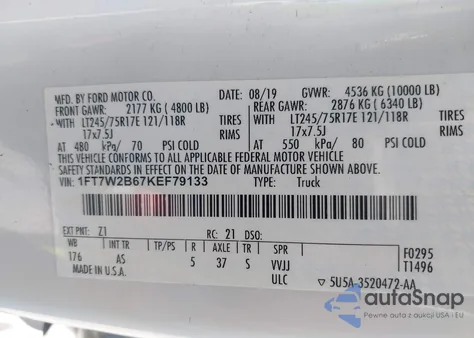 MFD. BY FORD MOTOR CO.
08/19 GVWR: 4536 KG (10000 LB)
FRONT GAWR: 2177 KG (4800 LB) REAR GAWR: 2876 KG (6340 LB)
WITH LT245/75R17E 121/118R TIRES WITH LT245/75R17E 121/118R TIRES
17x7.5J RIMS 17x7.5J RIMS
AT 480 kPa/ 70 PSI COLD AT 550 kPa/ 80 PSI COLD
THIS VEHICLE CONFORMS TO ALL APPLICABLE FEDERAL MOTOR VEHICLE
SAFETY STANDARDS IN EFFECT ON THE DATE OF MANUFACTURE SHOWN ABOVE.
VIN: 1FT7W2B67KEF79133 TYPE: Truck
EXT PNT: Z1 RC: 21 DSO:
WB INT TR TP/PS R AXLE TR SPR F0295
176 AS 5 37 S VVJJ T1496
MADE IN U.S.A. ULC 5U5A-3520472-AA
autoSnap
Pewne auta z USA i EU